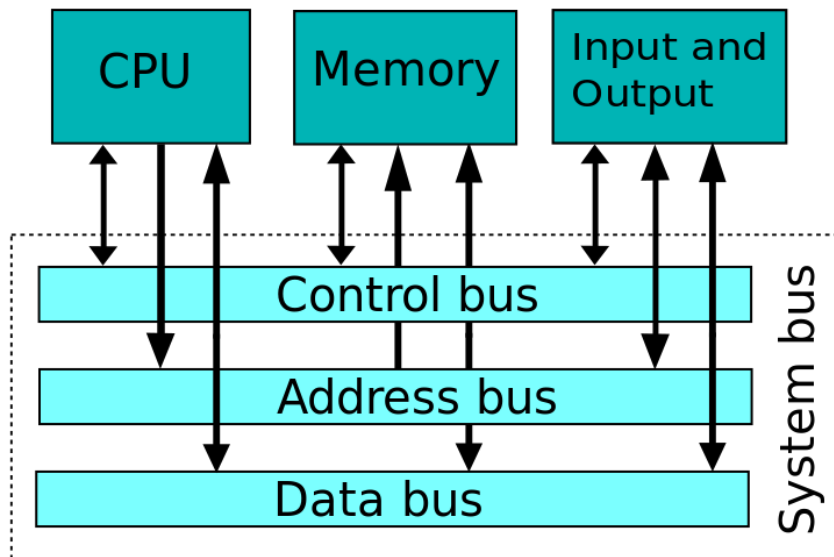 CPU
Memory
Input and
Output
Control bus
Address bus
Data bus
System bus